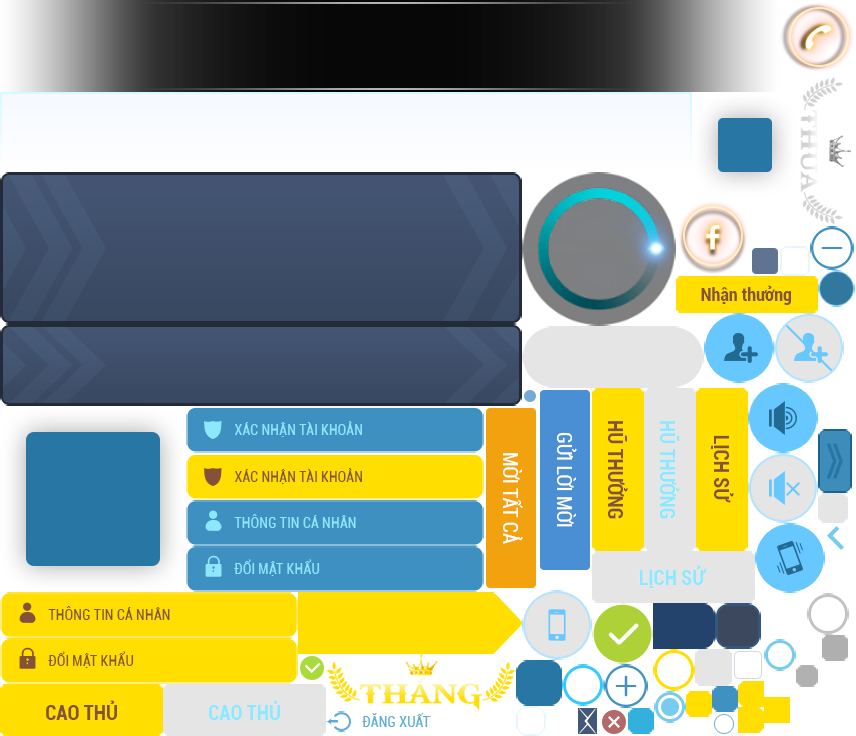 THUA
Nhận thưởng
XÁC NHẬN TÀI KHOẢN
XÁC NHẬN TÀI KHOẢN
THÔNG TIN CÁ NHÂN
ĐỔI MẬT KHẨU
MỜI TẤT CẢ
GỬI LỜI MỜI
HŨ THƯỞNG
HŨ THƯỞNG
LỊCH SỬ
LỊCH SỬ
THÔNG TIN CÁ NHÂN
ĐỔI MẬT KHẨU
THANG
CAO THỦ
CAO THỦ
ĐĂNG XUẤT